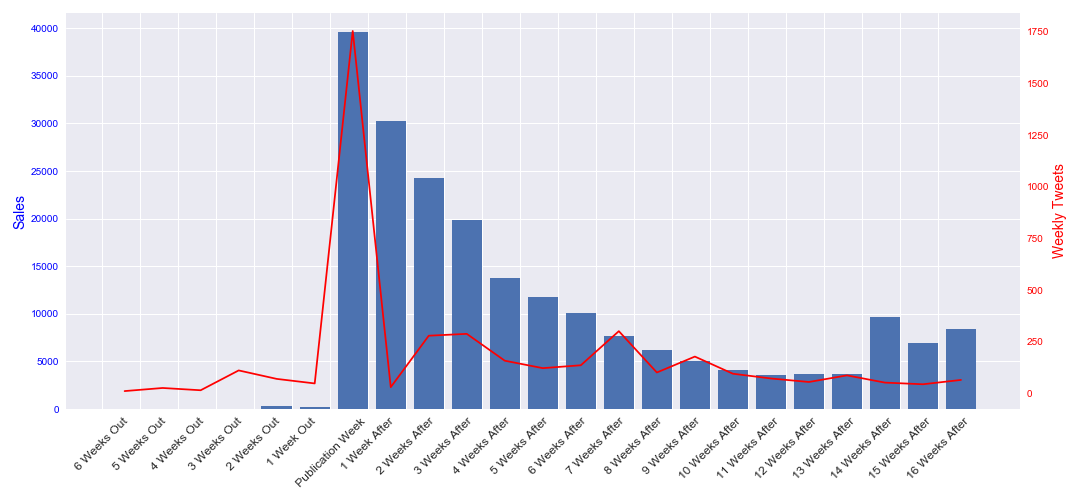 40000
35000
30000
25000
20000
15000
10000
5000
0
Sales
1750
1500
1250
1000
750
500
250
0
Weekly Tweets
6 Weeks Out
5 Weeks Out
4 Weeks Out
3 Weeks Out
2 Weeks Out
1 Week Out
Publication Week
1 Week After
2 Weeks After
3 Weeks After
4 Weeks After
5 Weeks After
6 Weeks After
7 Weeks After
8 Weeks After
9 Weeks After
10 Weeks After
11 Weeks After
12 Weeks After
13 Weeks After
14 Weeks After
15 Weeks After
16 Weeks After